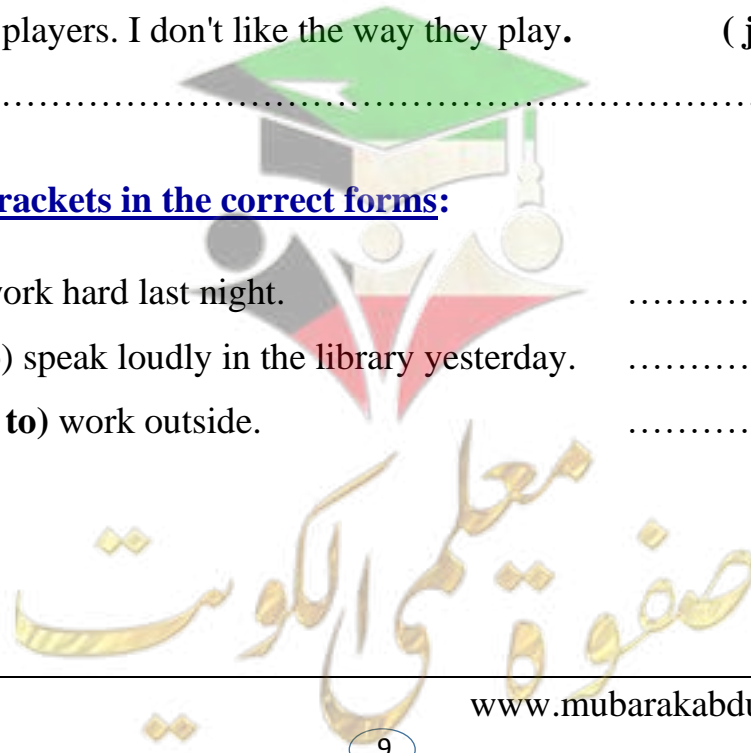 players. I don't like the way they play. ( j
……………………………………………………………
rackets in the correct forms:
ork hard last night. …………
) speak loudly in the library yesterday. …………
to) work outside. …………
صفوة معلمي الكويت
www.mubarakabdu
9